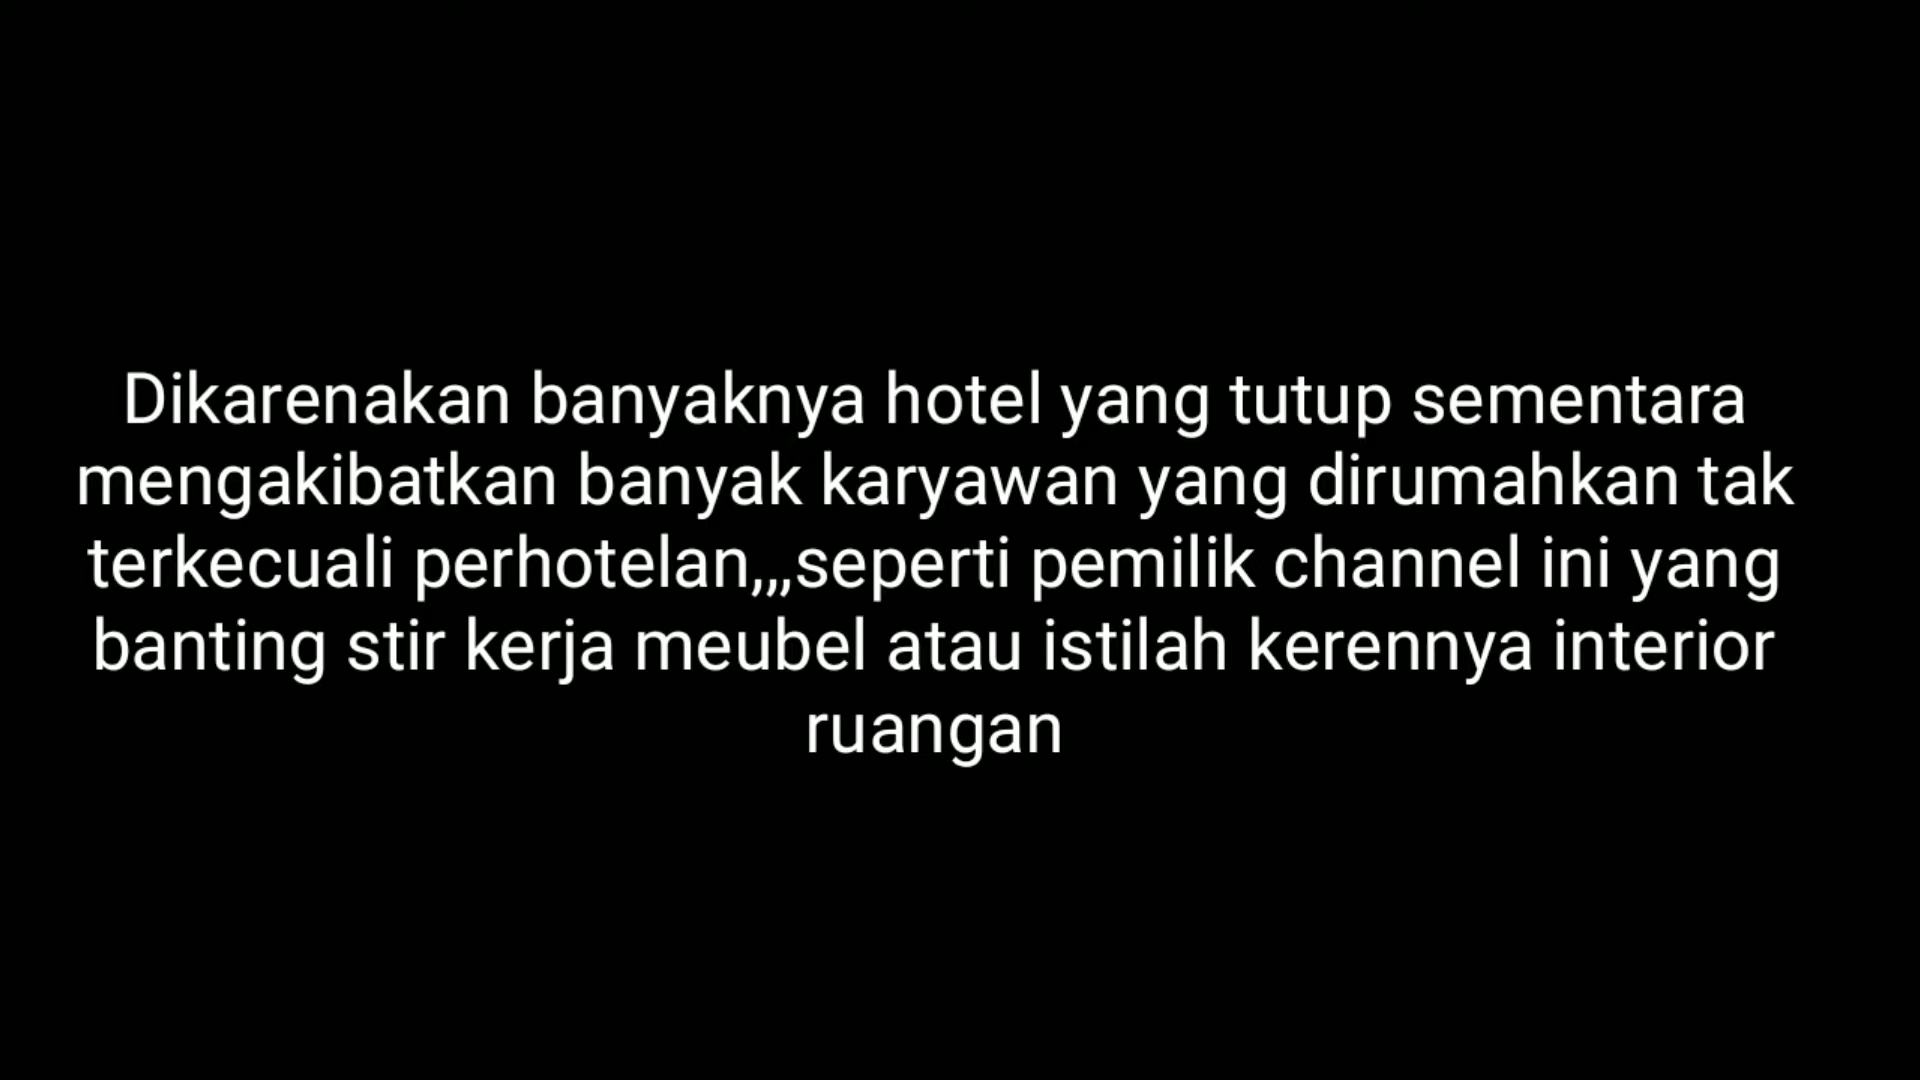 Dikarenakan banyaknya hotel yang tutup sementara
mengakibatkan banyak karyawan yang dirumahkan tak
terkecuali perhotelan,,,seperti pemilik channel ini yang
banting stir kerja meubel atau istilah kerennya interior
ruangan